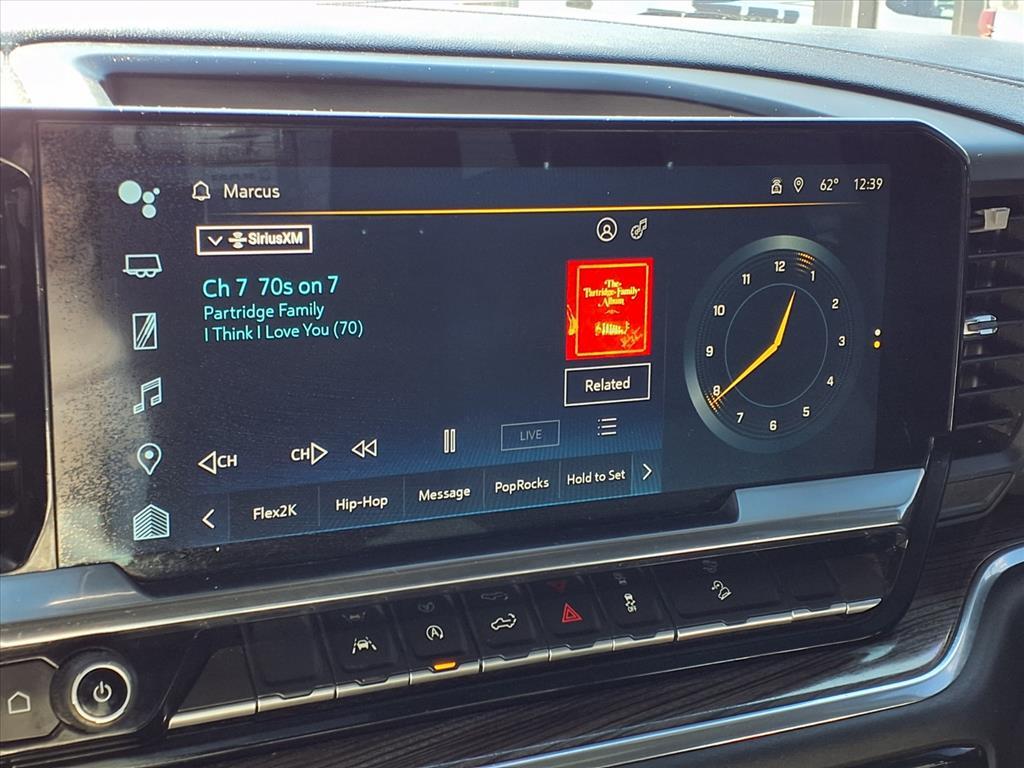 Marcus
62° 12:39
SiriusXM
Ch 7 70s on 7
Partridge Family
I Think I Love You (70)
The
Partridge Family
Album
Related
CH
CH
LIVE
Flex2K
Hip-Hop
Message
PopRocks
Hold to Set
12
1
2
3
4
5
6
7
8
9
10
11
A